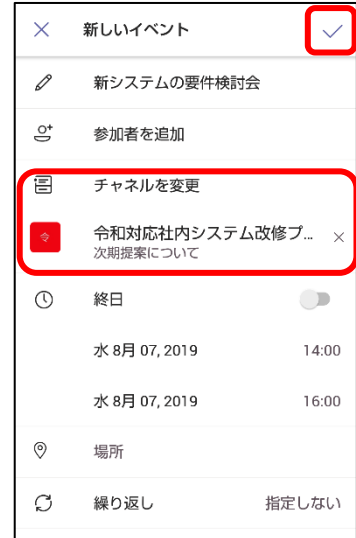 新しいイベント
新システムの要件検討会
参加者を追加
チャネルを変更
令 令和対応社内システム改修プ...
次期提案について
終日
水 8月 07, 2019 14:00
水 8月 07, 2019 16:00
場所
繰り返し 指定しない